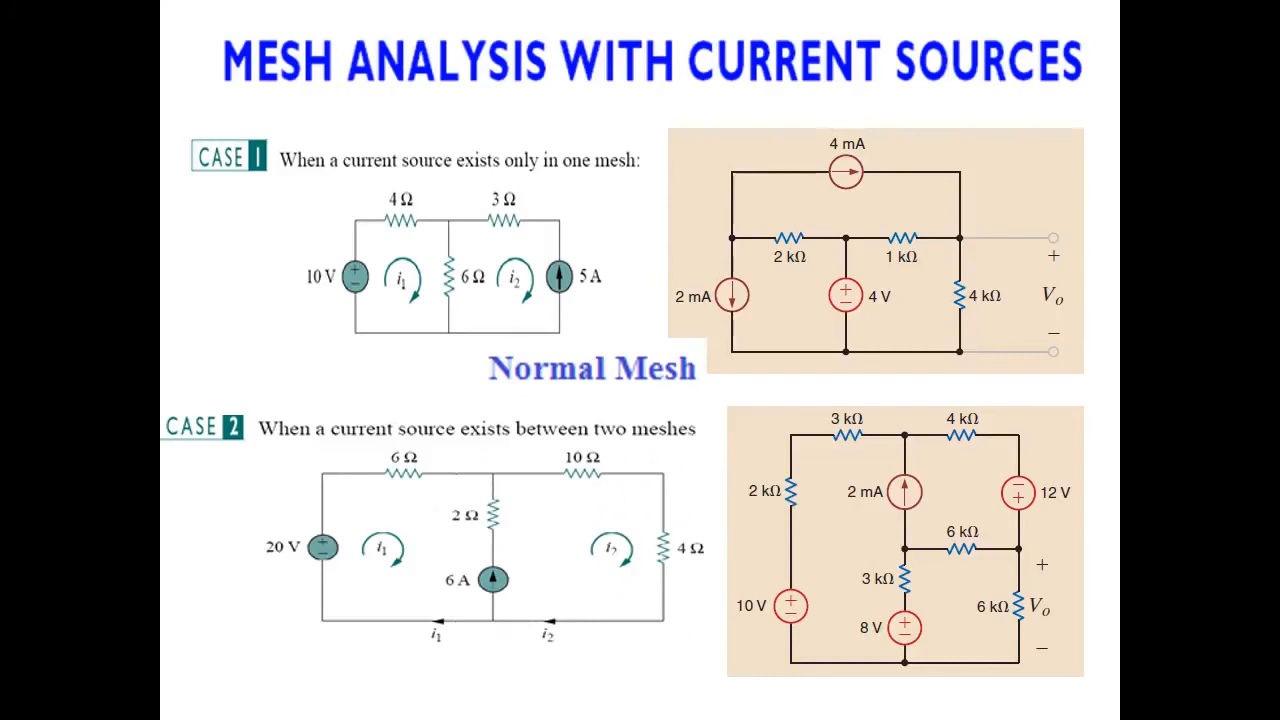 MESH ANALYSIS WITH CURRENT SOURCES
CASE 1 When a current source exists only in one mesh:
4 Ω 3 Ω
10 V + − i1 6 Ω i2 5 A
4 mA
2 kΩ 1 kΩ +
2 mA + − 4 V 4 kΩ Vo
−
Normal Mesh
CASE 2 When a current source exists between two meshes
6 Ω 10 Ω
2 Ω
20 V + − i1 i2 4 Ω
6 A
i1 i2
3 kΩ 4 kΩ
2 kΩ 2 mA − + 12 V
6 kΩ
+
3 kΩ
10 V + − 6 kΩ Vo
8 V + −
−